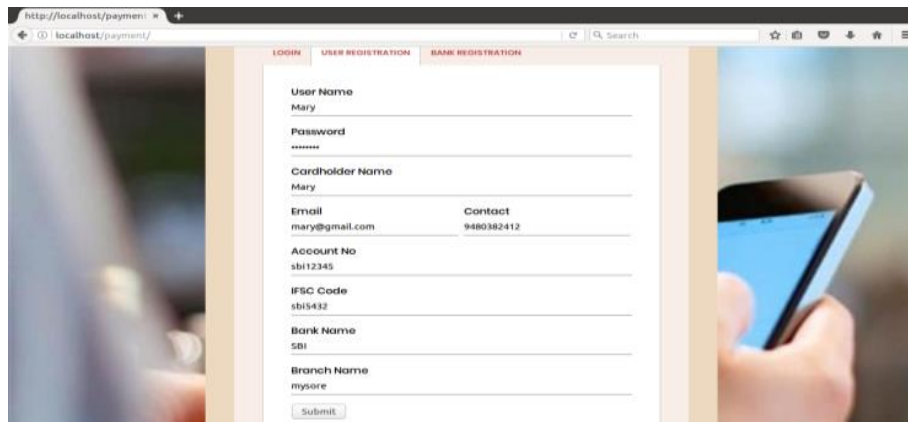 http://localhost/payment
localhost/payment/ Search
LOGIN USER REGISTRATION BANK REGISTRATION
User Name
Mary
Password
••••••••
Cardholder Name
Mary
Email Contact
mary@gmail.com 9480382412
Account No
sbi12345
IFSC Code
sbi5432
Bank Name
SBI
Branch Name
mysore
Submit